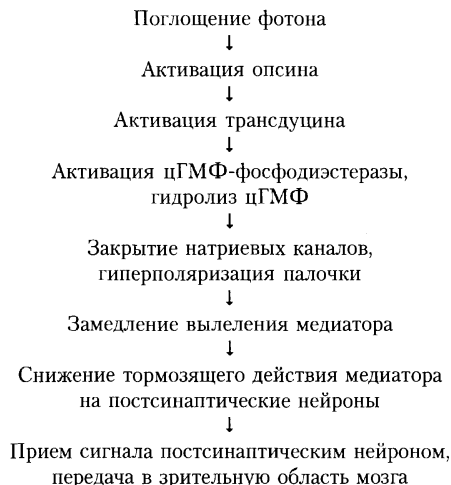 Поглощение фотона
↓
Активация опсина
↓
Активация трансдуцина
↓
Активация цГМФ-фосфодиэстеразы,
гидролиз цГМФ
↓
Закрытие натриевых каналов,
гиперполяризация палочки
↓
Замедление вылеления медиатора
↓
Снижение тормозящего действия медиатора
на постсинаптические нейроны
↓
Прием сигнала постсинаптическим нейроном,
передача в зрительную область мозга